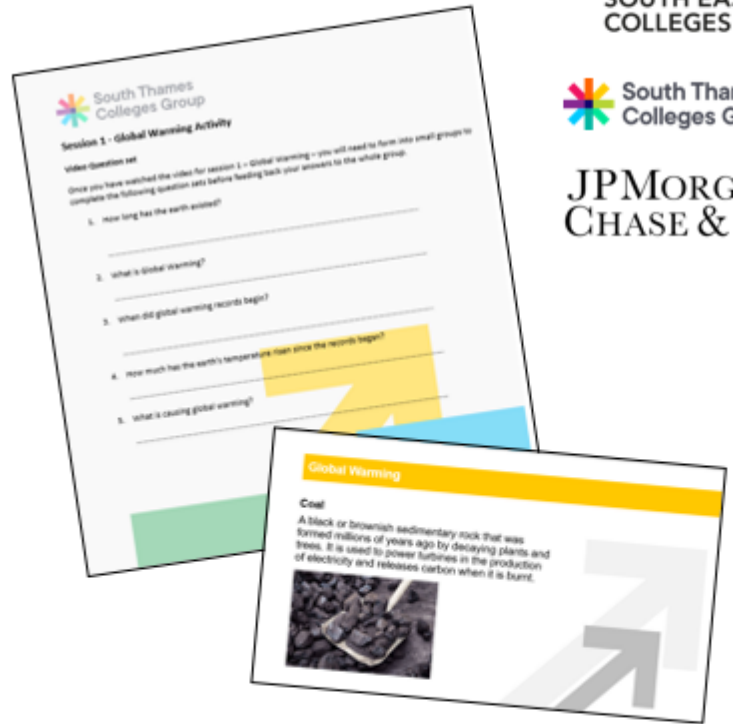 SOUTH EAS
COLLEGES
South Tham
Colleges G
JPMORG
CHASE &
South Thames
Colleges Group
Session 1 - Global Warming Activity
Video Question set
Once you have watched the video for session 1 – Global Warming – you will need to form into small groups to
complete the following question sets before feeding back your answers to the whole group.
1. How long has the earth existed?
2. What is Global Warming?
3. When did global warming records begin?
4. How much has the earth's temperature risen since the records began?
5. What is causing global warming?
Global Warming
Coal
A black or brownish sedimentary rock that was
formed millions of years ago by decaying plants and
trees. It is used to power turbines in the production
of electricity and releases carbon when it is burnt.